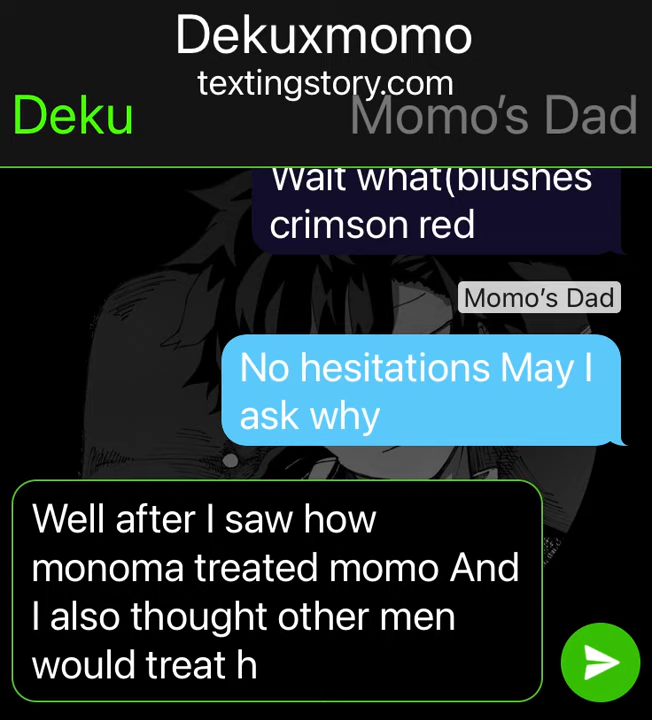 Dekuxmomo
textingstory.com
Deku
Momo’s Dad
Wait what(blushes
crimson red
Momo’s Dad
No hesitations May I
ask why
Well after I saw how
monoma treated momo And
I also thought other men
would treat h